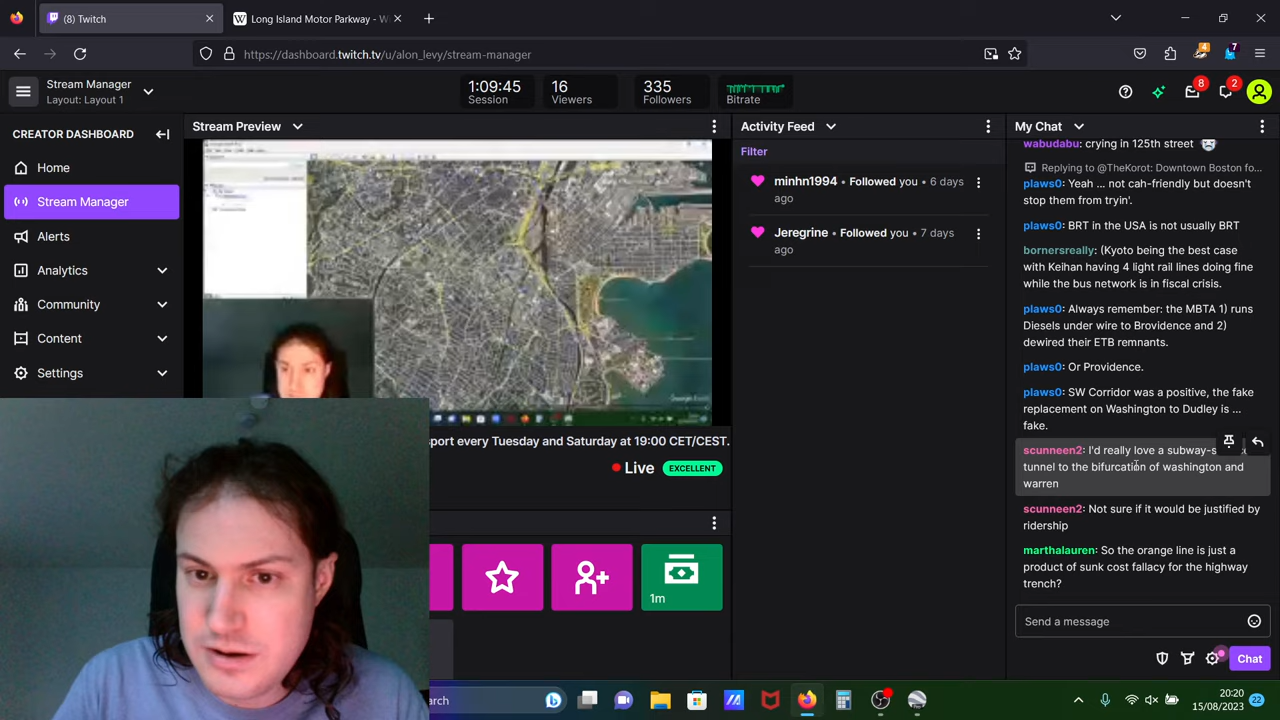 (8) Twitch
Long Island Motor Parkway - W
https://dashboard.twitch.tv/u/alon_levy/stream-manager
4
7
Stream Manager
Layout: Layout 1
1:09:45
Session
16
Viewers
335
Followers
Bitrate
8
2
CREATOR DASHBOARD
Home
Stream Manager
Alerts
Analytics
Community
Content
Settings
Stream Preview
sport every Tuesday and Saturday at 19:00 CET/CEST.
Live
EXCELLENT
1m
Activity Feed
Filter
minhn1994 • Followed you • 6 days
ago
Jeregrine • Followed you • 7 days
ago
My Chat
wabudabu: crying in 125th street
Replying to @TheKorot: Downtown Boston fo...
plaws0: Yeah ... not cah-friendly but doesn't
stop them from tryin'.
plaws0: BRT in the USA is not usually BRT
bornersreally: (Kyoto being the best case
with Keihan having 4 light rail lines doing fine
while the bus network is in fiscal crisis.
plaws0: Always remember: the MBTA 1) runs
Diesels under wire to Brovidence and 2)
dewired their ETB remnants.
plaws0: Or Providence.
plaws0: SW Corridor was a positive, the fake
replacement on Washington to Dudley is ...
fake.
scunneen2: I'd really love a subway-s
tunnel to the bifurcation of washington and
warren
scunneen2: Not sure if it would be justified by
ridership
marthalauren: So the orange line is just a
product of sunk cost fallacy for the highway
trench?
Send a message
Chat
20:20
15/08/2023
22